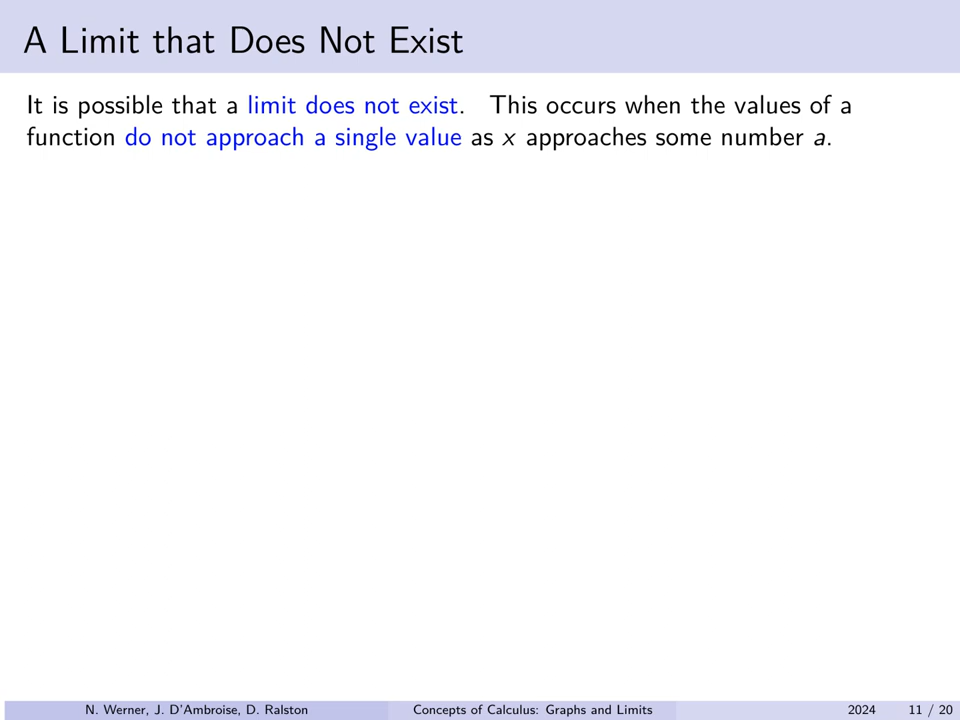 A Limit that Does Not Exist
It is possible that a limit does not exist. This occurs when the values of a
function do not approach a single value as x approaches some number a.
N. Werner, J. D'Ambroise, D. Ralston
Concepts of Calculus: Graphs and Limits
2024
11 / 20